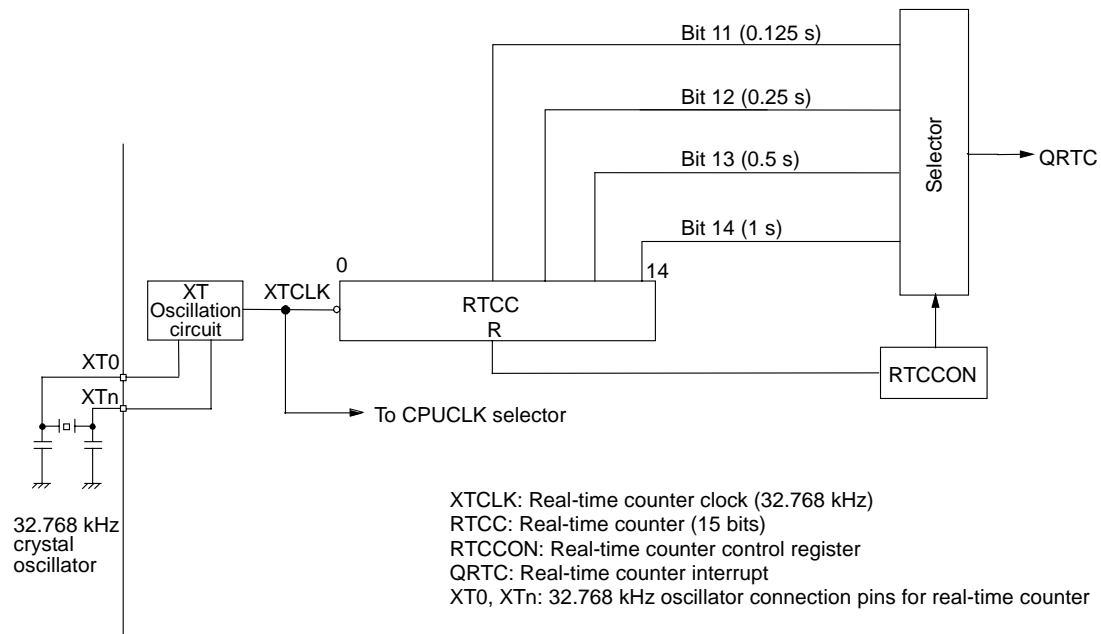 Bit 11 (0.125 s)
Bit 12 (0.25 s)
Bit 13 (0.5 s)
Bit 14 (1 s)
Selector
QRTC
0
14
XT
Oscillation
circuit
XTCLK
RTCC
R
RTCCON
XT0
XTn
To CPUCLK selector
32.768 kHz
crystal
oscillator
XTCLK: Real-time counter clock (32.768 kHz)
RTCC: Real-time counter (15 bits)
RTCCON: Real-time counter control register
QRTC: Real-time counter interrupt
XT0, XTn: 32.768 kHz oscillator connection pins for real-time counter